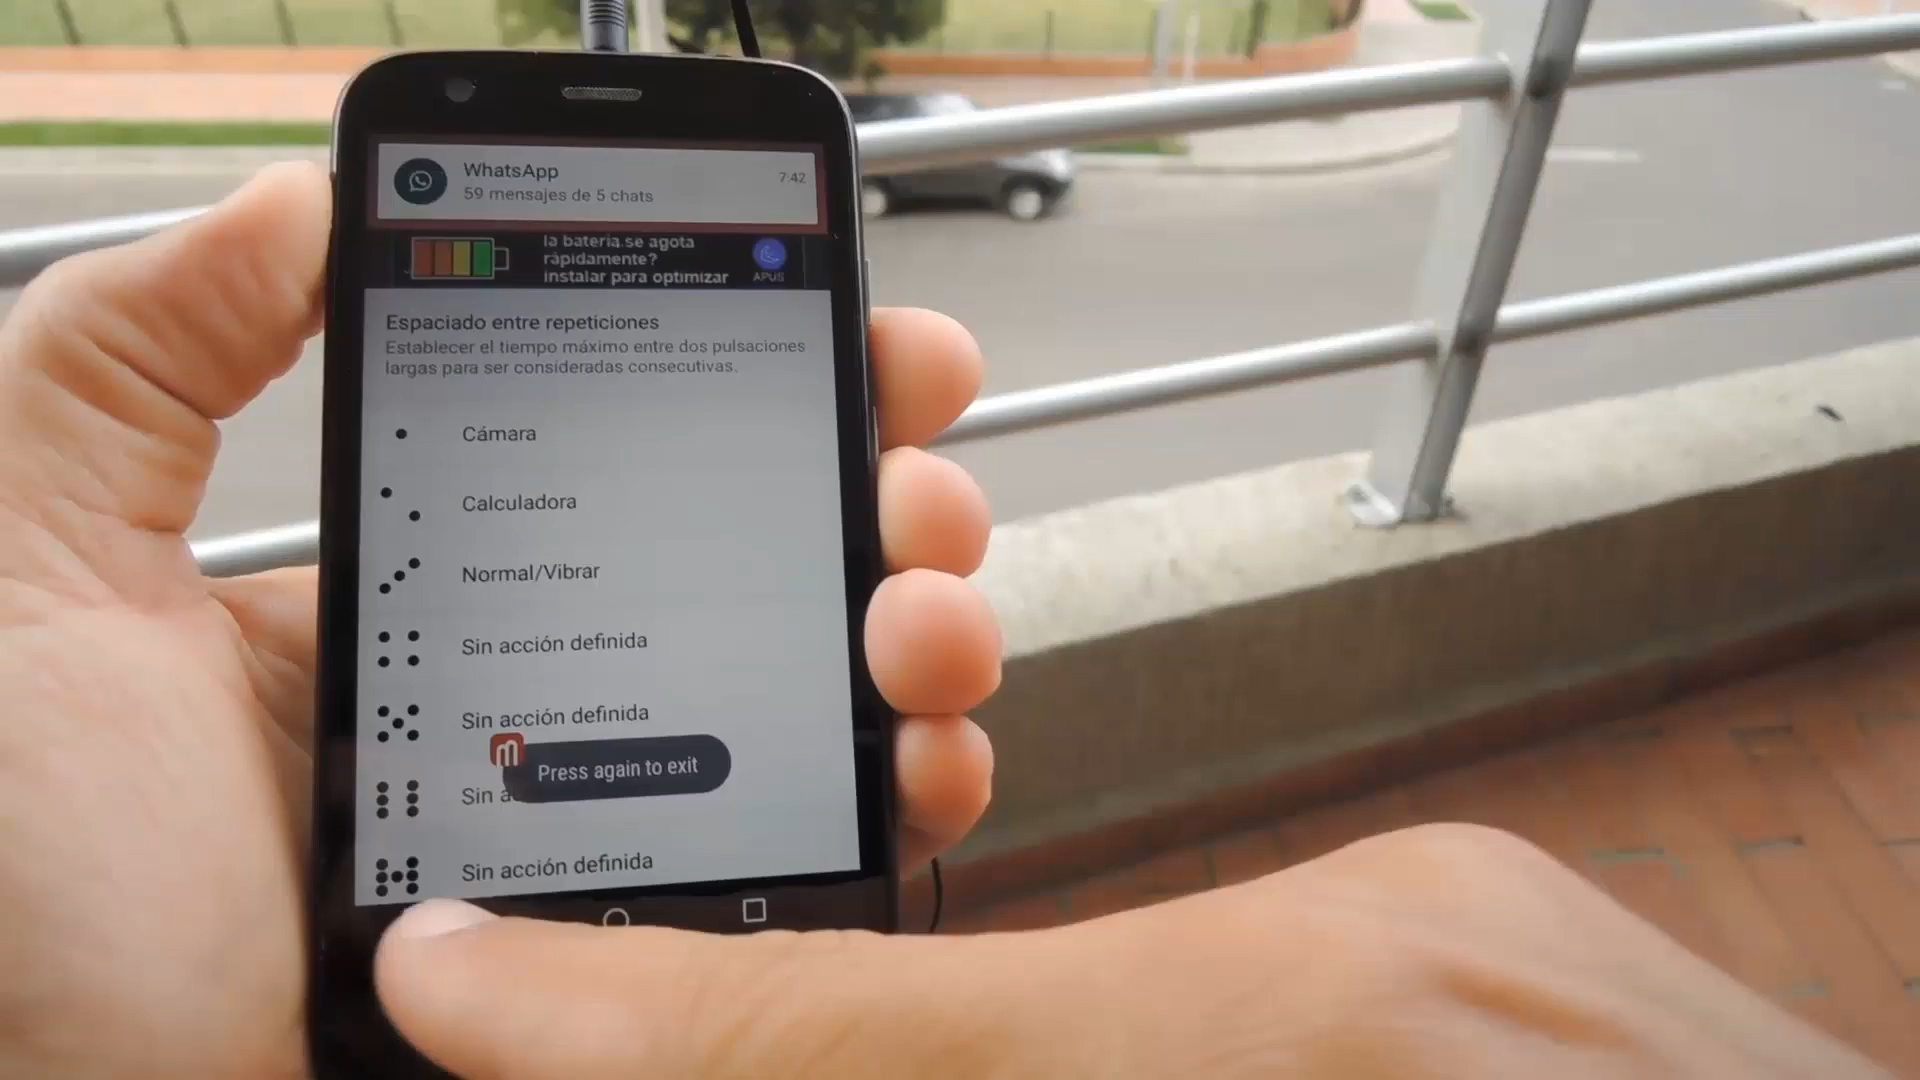 WhatsApp
7:42
59 mensajes de 5 chats
la bateria.se agota
rápidamente?
instalar para optimizar
APUS
Espaciado entre repeticiones
Establecer el tiempo máximo entre dos pulsaciones
largas para ser consideradas consecutivas.
Cámara
Calculadora
Normal/Vibrar
Sin acción definida
Sin acción definida
m
Press again to exit
Sin a
Sin acción definida